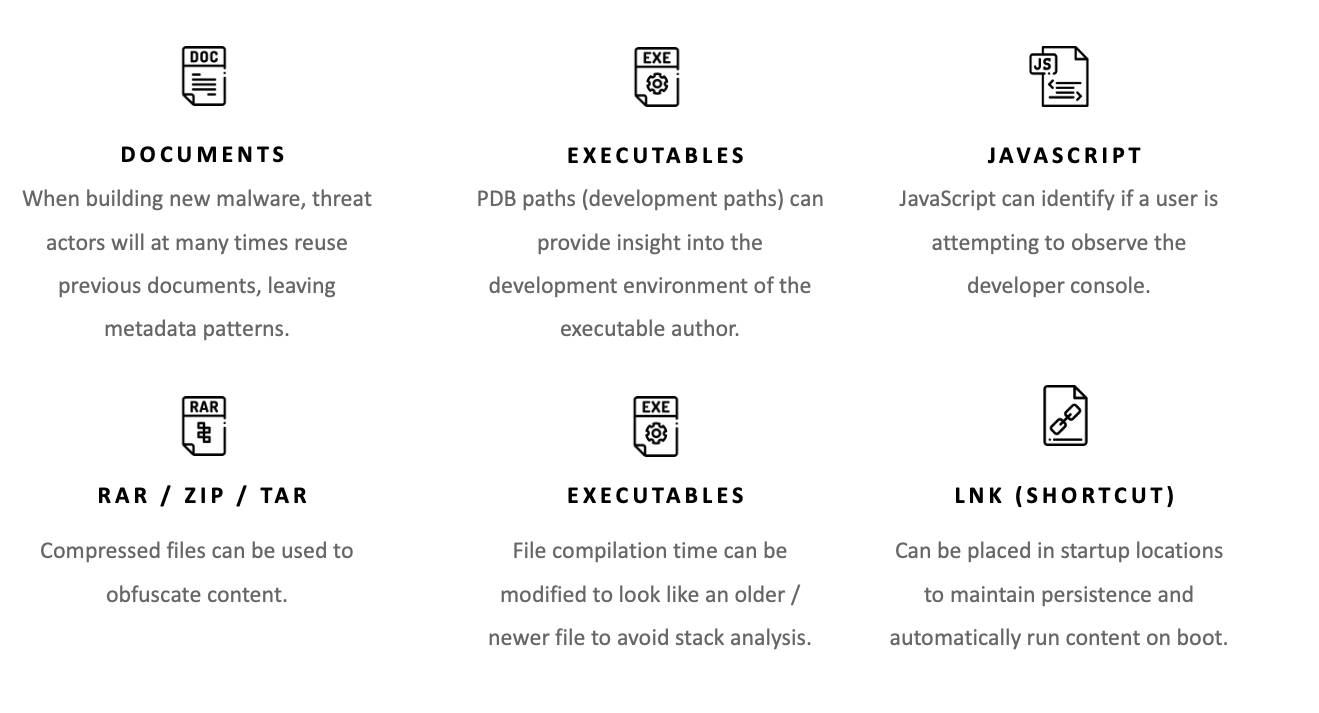 DOC
DOCUMENTS
When building new malware, threat
actors will at many times reuse
previous documents, leaving
metadata patterns.
EXE
EXECUTABLES
PDB paths (development paths) can
provide insight into the
development environment of the
executable author.
JS
JAVASCRIPT
JavaScript can identify if a user is
attempting to observe the
developer console.
RAR
RAR / ZIP / TAR
Compressed files can be used to
obfuscate content.
EXE
EXECUTABLES
File compilation time can be
modified to look like an older /
newer file to avoid stack analysis.
LNK (SHORTCUT)
Can be placed in startup locations
to maintain persistence and
automatically run content on boot.